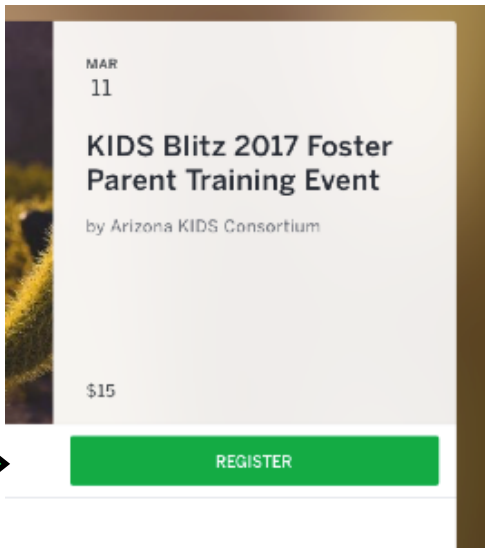 MAR
11
KIDS Blitz 2017 Foster
Parent Training Event
by Arizona KIDS Consortium
$15
REGISTER